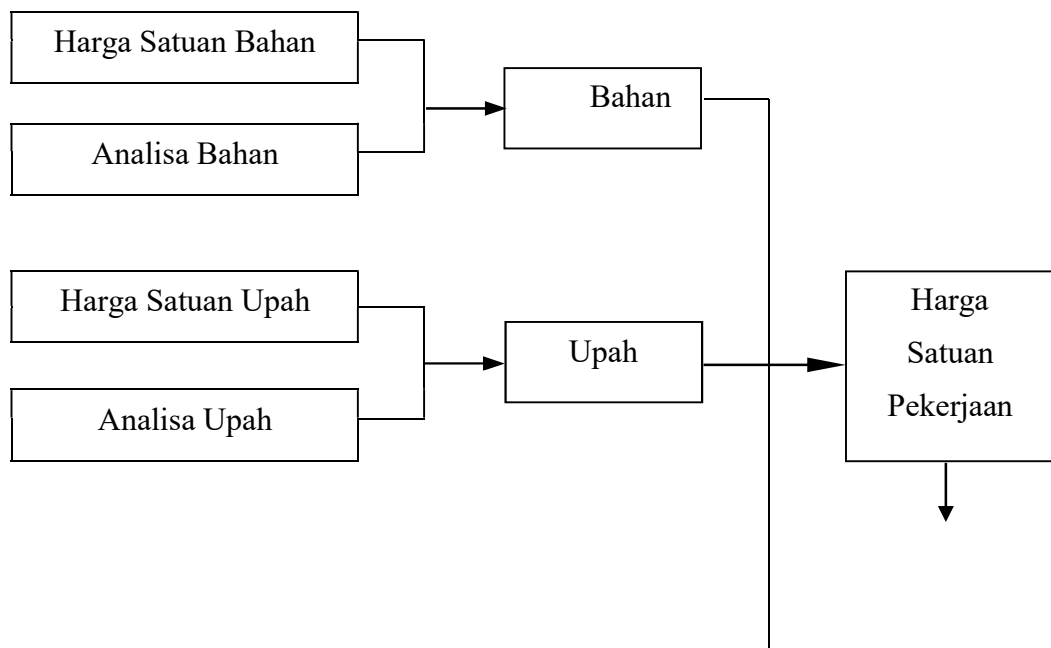 Harga Satuan Bahan
Analisa Bahan
Bahan
Harga Satuan Upah
Analisa Upah
Upah
Harga
Satuan
Pekerjaan